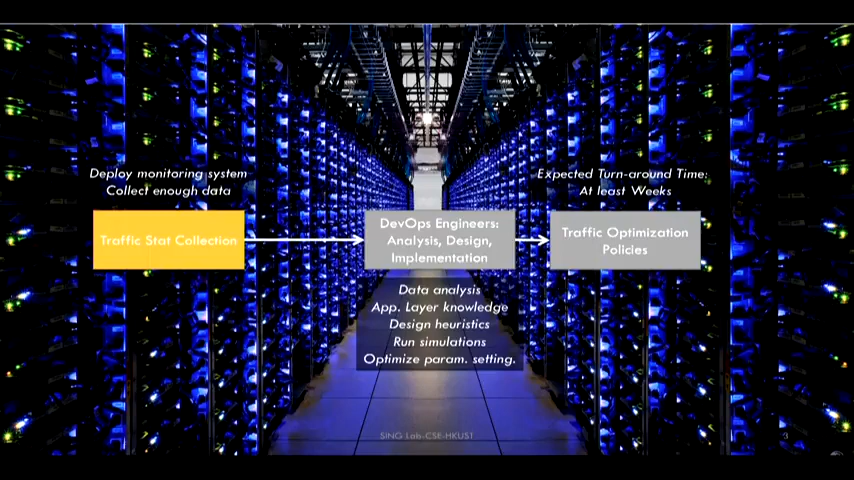 Deploy monitoring system
Collect enough data
Expected Turn-around Time:
At least Weeks
Traffic Stat Collection
DevOps Engineers:
Analysis, Design,
Implementation
Traffic Optimization
Policies
Data analysis
App. Layer knowledge
Design heuristics
Run simulations
Optimize param. setting.
SING Lab-CSE-HKUST
3